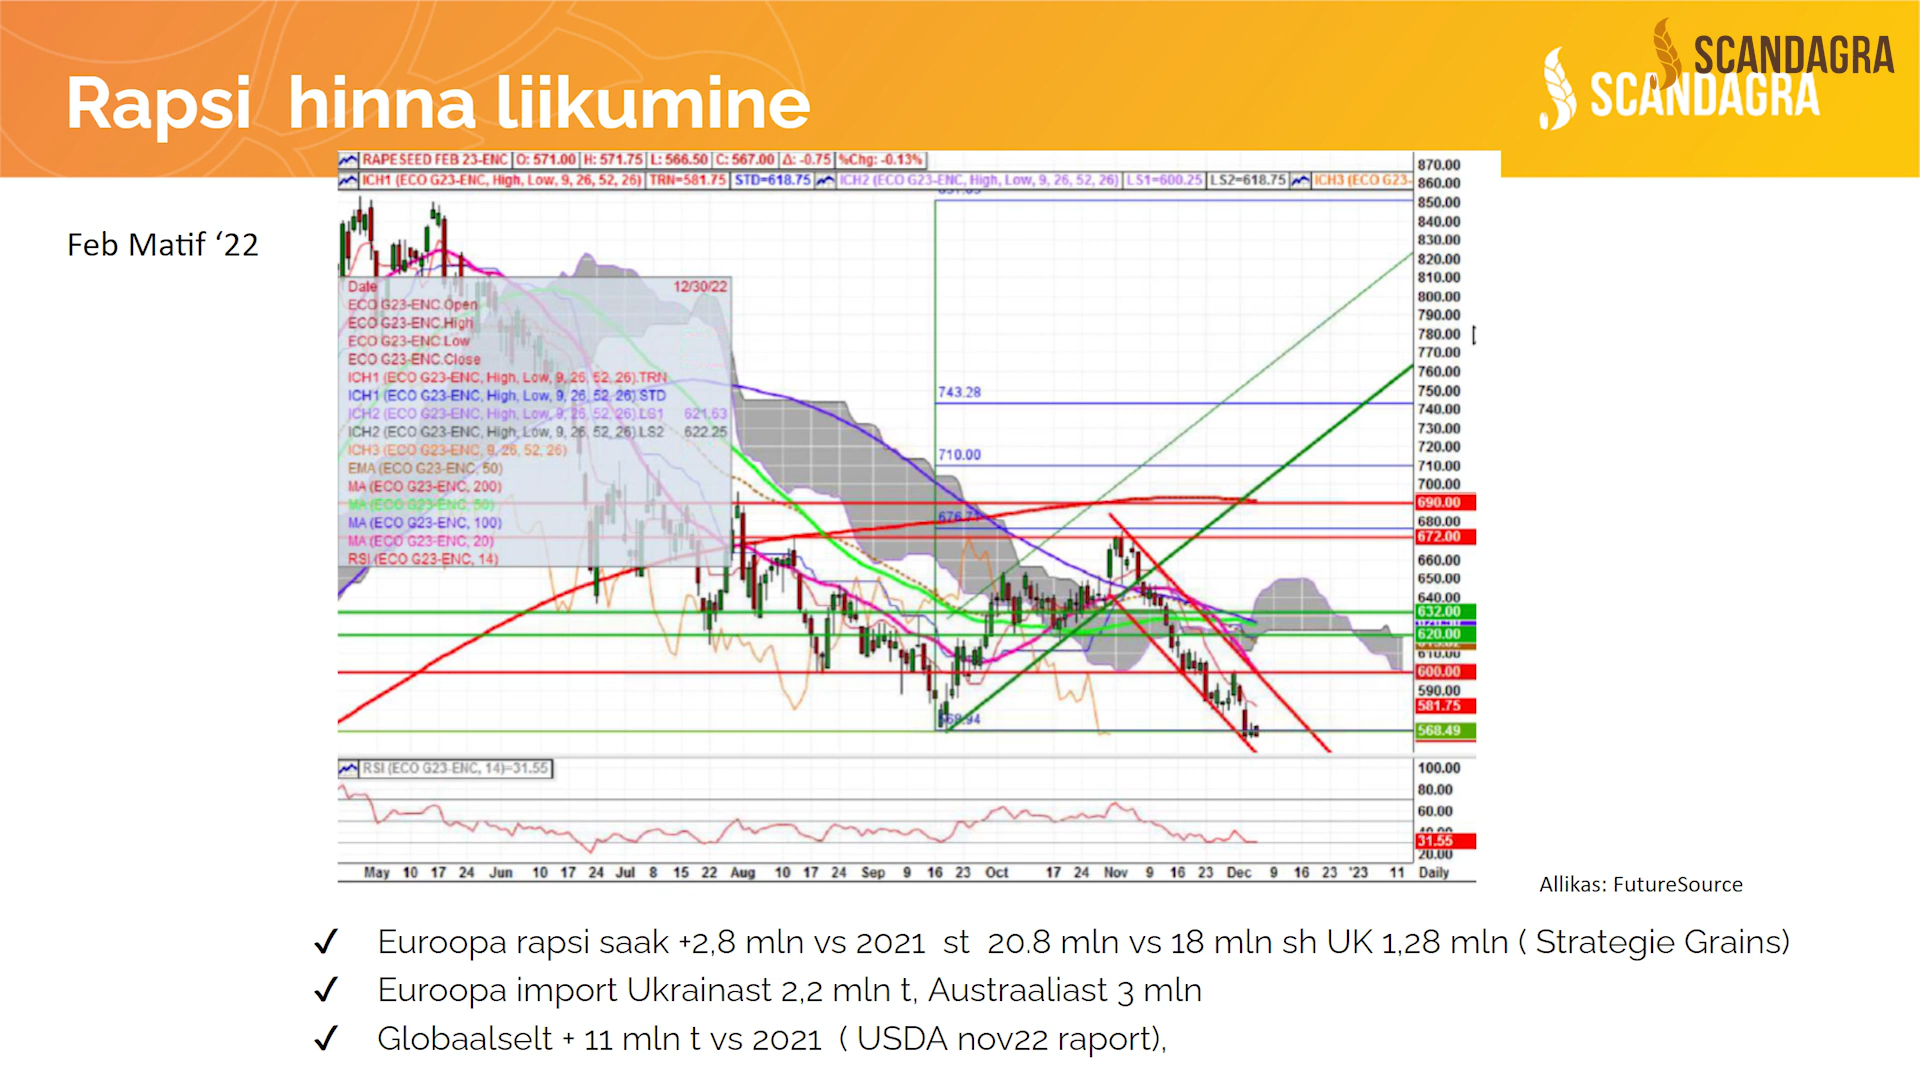 SCANDAGRA
SCANDAGRA
Rapsi hinna liikumine
Feb Matif ‘22
RAPESEED FEB 23-ENC O: 571.00 H: 571.75 L: 566.50 C: 567.00 Δ: -0.75 %Chg: -0.13%
ICH1 (ECO G23-ENC, High, Low, 9, 26, 52, 26) TRN=581.75 STD=618.75 ICH2 (ECO G23-ENC, High, Low, 9, 26, 52, 26) LS1=600.25 LS2=618.75 ICH3 (ECO G23-
Date 12/30/22
ECO G23-ENC.Open
ECO G23-ENC.High
ECO G23-ENC.Low
ECO G23-ENC.Close
ICH1 (ECO G23-ENC, High, Low, 9, 26, 52, 26).TRN
ICH1 (ECO G23-ENC, High, Low, 9, 26, 52, 26).STD
ICH2 (ECO G23-ENC, High, Low, 9, 26, 52, 26).LS1 621.63
ICH2 (ECO G23-ENC, High, Low, 9, 26, 52, 26).LS2 622.25
ICH3 (ECO G23-ENC, 9, 26, 52, 26)
EMA (ECO G23-ENC, 50)
MA (ECO G23-ENC, 200)
MA (ECO G23-ENC, 50)
MA (ECO G23-ENC, 100)
MA (ECO G23-ENC, 20)
RSI (ECO G23-ENC, 14)
743.28
710.00
568.94
870.00
860.00
850.00
840.00
830.00
820.00
810.00
800.00
790.00
780.00
770.00
760.00
750.00
740.00
730.00
720.00
710.00
700.00
690.00
680.00
672.00
660.00
650.00
640.00
632.00
620.00
610.00
600.00
590.00
581.75
568.49
RSI (ECO G23-ENC, 14)=31.55
100.00
80.00
60.00
40.00
31.55
20.00
May 10 17 24 Jun 10 17 24 Jul 8 15 22 Aug 10 17 24 Sep 9 16 23 Oct 17 24 Nov 9 16 23 Dec 9 16 23 '23 11 Daily
Allikas: FutureSource
✓ Euroopa rapsi saak +2,8 mln vs 2021 st 20.8 mln vs 18 mln sh UK 1,28 mln ( Strategie Grains)
✓ Euroopa import Ukrainast 2,2 mln t, Austraaliast 3 mln
✓ Globaalselt + 11 mln t vs 2021 ( USDA nov22 raport),